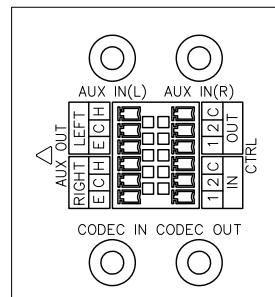 AUX IN(L) AUX IN(R)
AUX OUT
LEFT
E C H
RIGHT
E C H
1 2 C
OUT
1 2 C
IN
CTRL
CODEC IN CODEC OUT